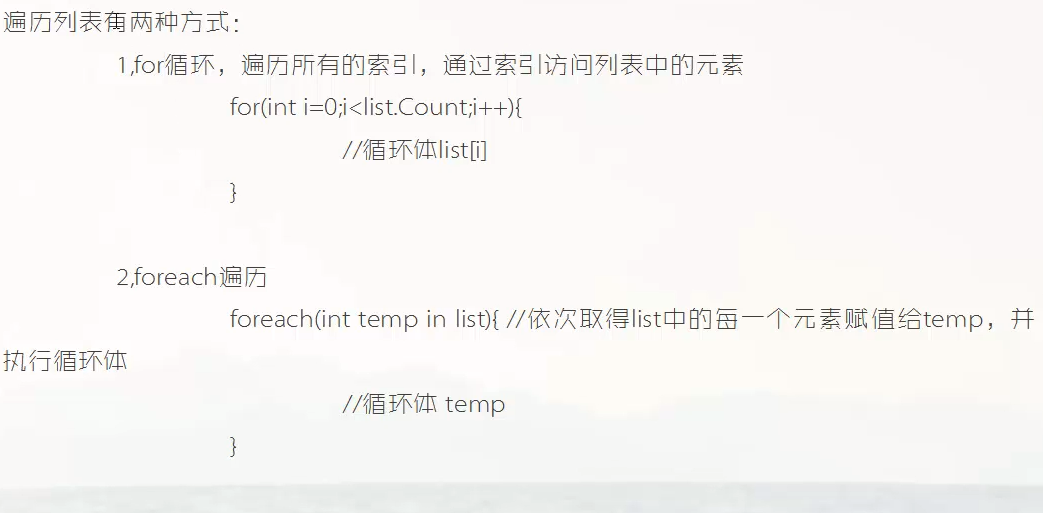 遍历列表有两种方式：
1,for循环，遍历所有的索引，通过索引访问列表中的元素
for(int i=0;i<list.Count;i++){
//循环体list[i]
}
2,foreach遍历
foreach(int temp in list){ //依次取得list中的每一个元素赋值给temp，并
执行循环体
//循环体 temp
}